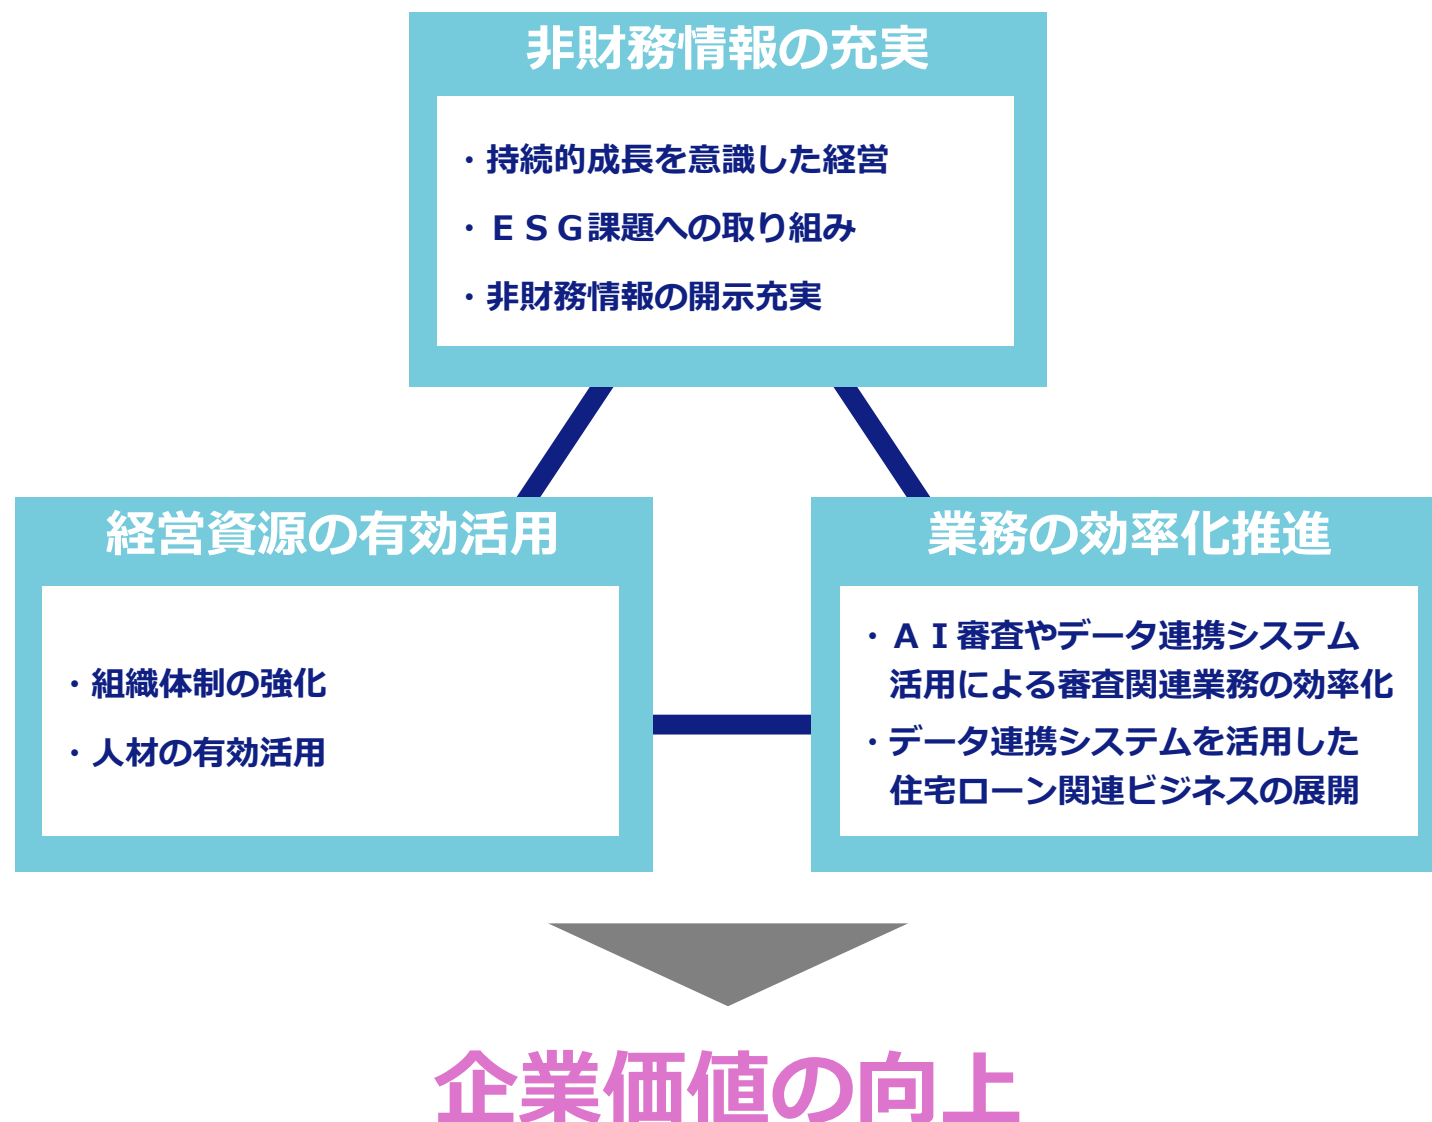 非財務情報の充実
・持続的成長を意識した経営
・ＥＳＧ課題への取り組み
・非財務情報の開示充実
経営資源の有効活用
・組織体制の強化
・人材の有効活用
業務の効率化推進
・ＡＩ審査やデータ連携システム
活用による審査関連業務の効率化
・データ連携システムを活用した
住宅ローン関連ビジネスの展開
企業価値の向上